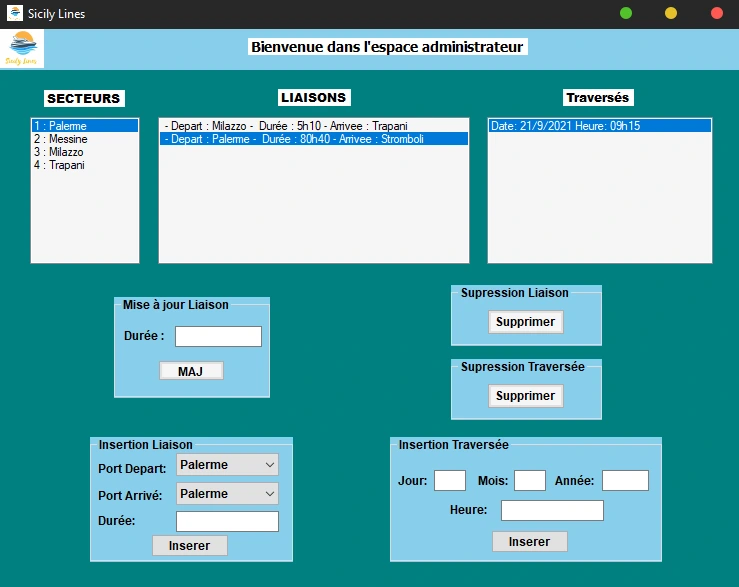 Sicily Lines
Sicily Lines
Bienvenue dans l'espace administrateur
SECTEURS
LIAISONS
Traversés
1 : Palerme
2 : Messine
3 : Milazzo
4 : Trapani
- Depart : Milazzo - Durée : 5h10 - Arrivee : Trapani
- Depart : Palerme - Durée : 80h40 - Arrivee : Stromboli
Date: 21/9/2021 Heure: 09h15
Mise à jour Liaison
Durée :
MAJ
Supression Liaison
Supprimer
Supression Traversée
Supprimer
Insertion Liaison
Port Depart: Palerme
Port Arrivé: Palerme
Durée:
Inserer
Insertion Traversée
Jour: Mois: Année:
Heure:
Inserer